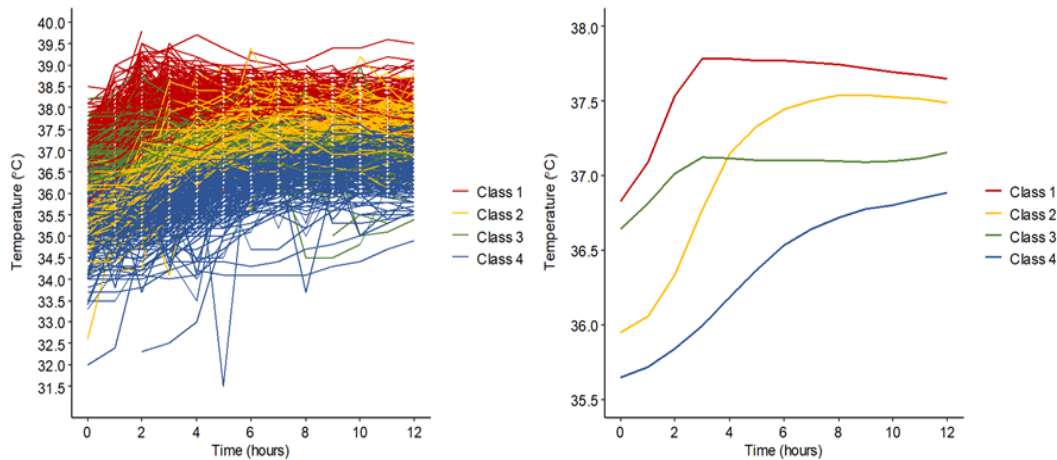 40.0
39.5
39.0
38.5
38.0
37.5
37.0
36.5
36.0
35.5
35.0
34.5
34.0
33.5
33.0
32.5
32.0
31.5
Temperature (°C)
0 2 4 6 8 10 12
Time (hours)
Class 1
Class 2
Class 3
Class 4
38.0
37.5
37.0
36.5
36.0
35.5
Temperature (°C)
0 2 4 6 8 10 12
Time (hours)
Class 1
Class 2
Class 3
Class 4